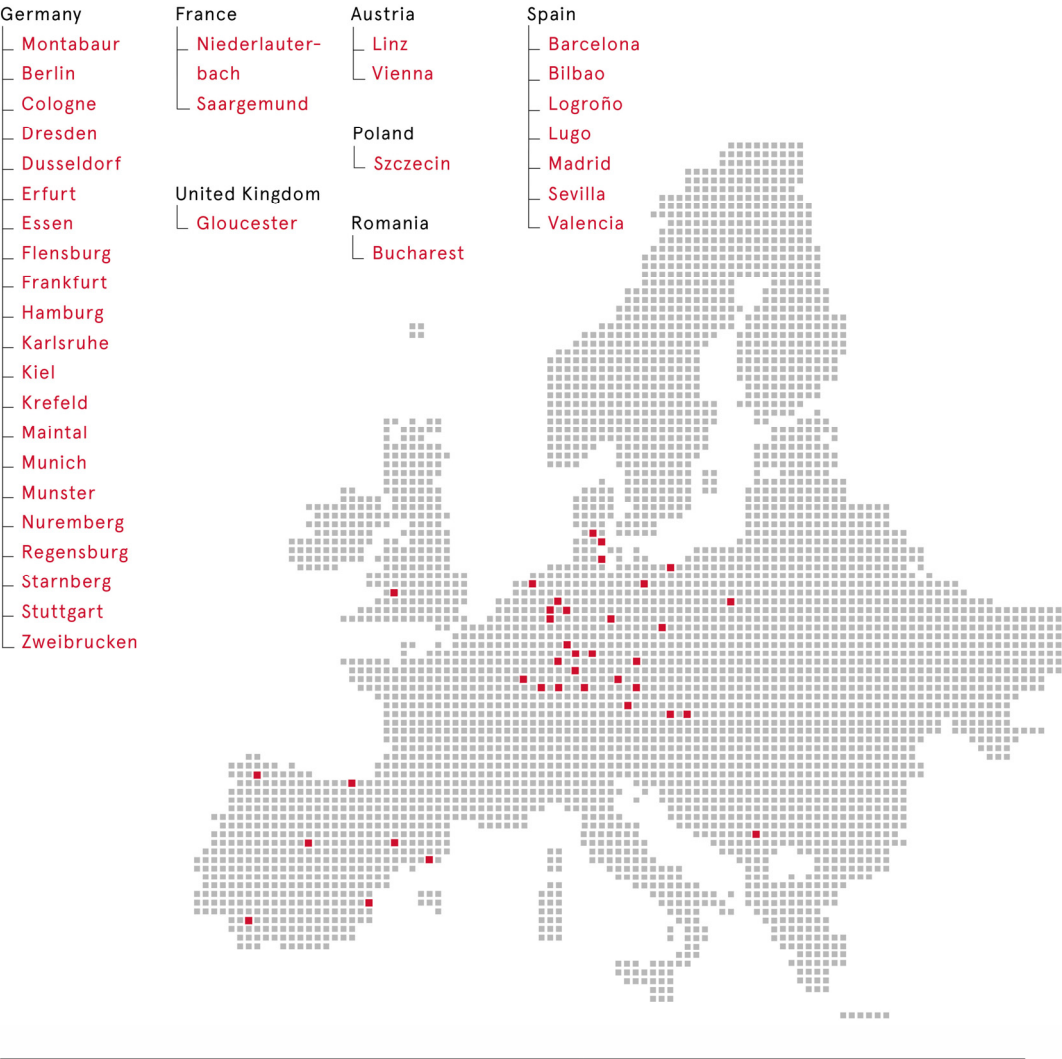 Germany
Montabaur
Berlin
Cologne
Dresden
Dusseldorf
Erfurt
Essen
Flensburg
Frankfurt
Hamburg
Karlsruhe
Kiel
Krefeld
Maintal
Munich
Munster
Nuremberg
Regensburg
Starnberg
Stuttgart
Zweibrucken
France
Niederlauter-
bach
Saargemund
United Kingdom
Gloucester
Austria
Linz
Vienna
Poland
Szczecin
Romania
Bucharest
Spain
Barcelona
Bilbao
Logroño
Lugo
Madrid
Sevilla
Valencia